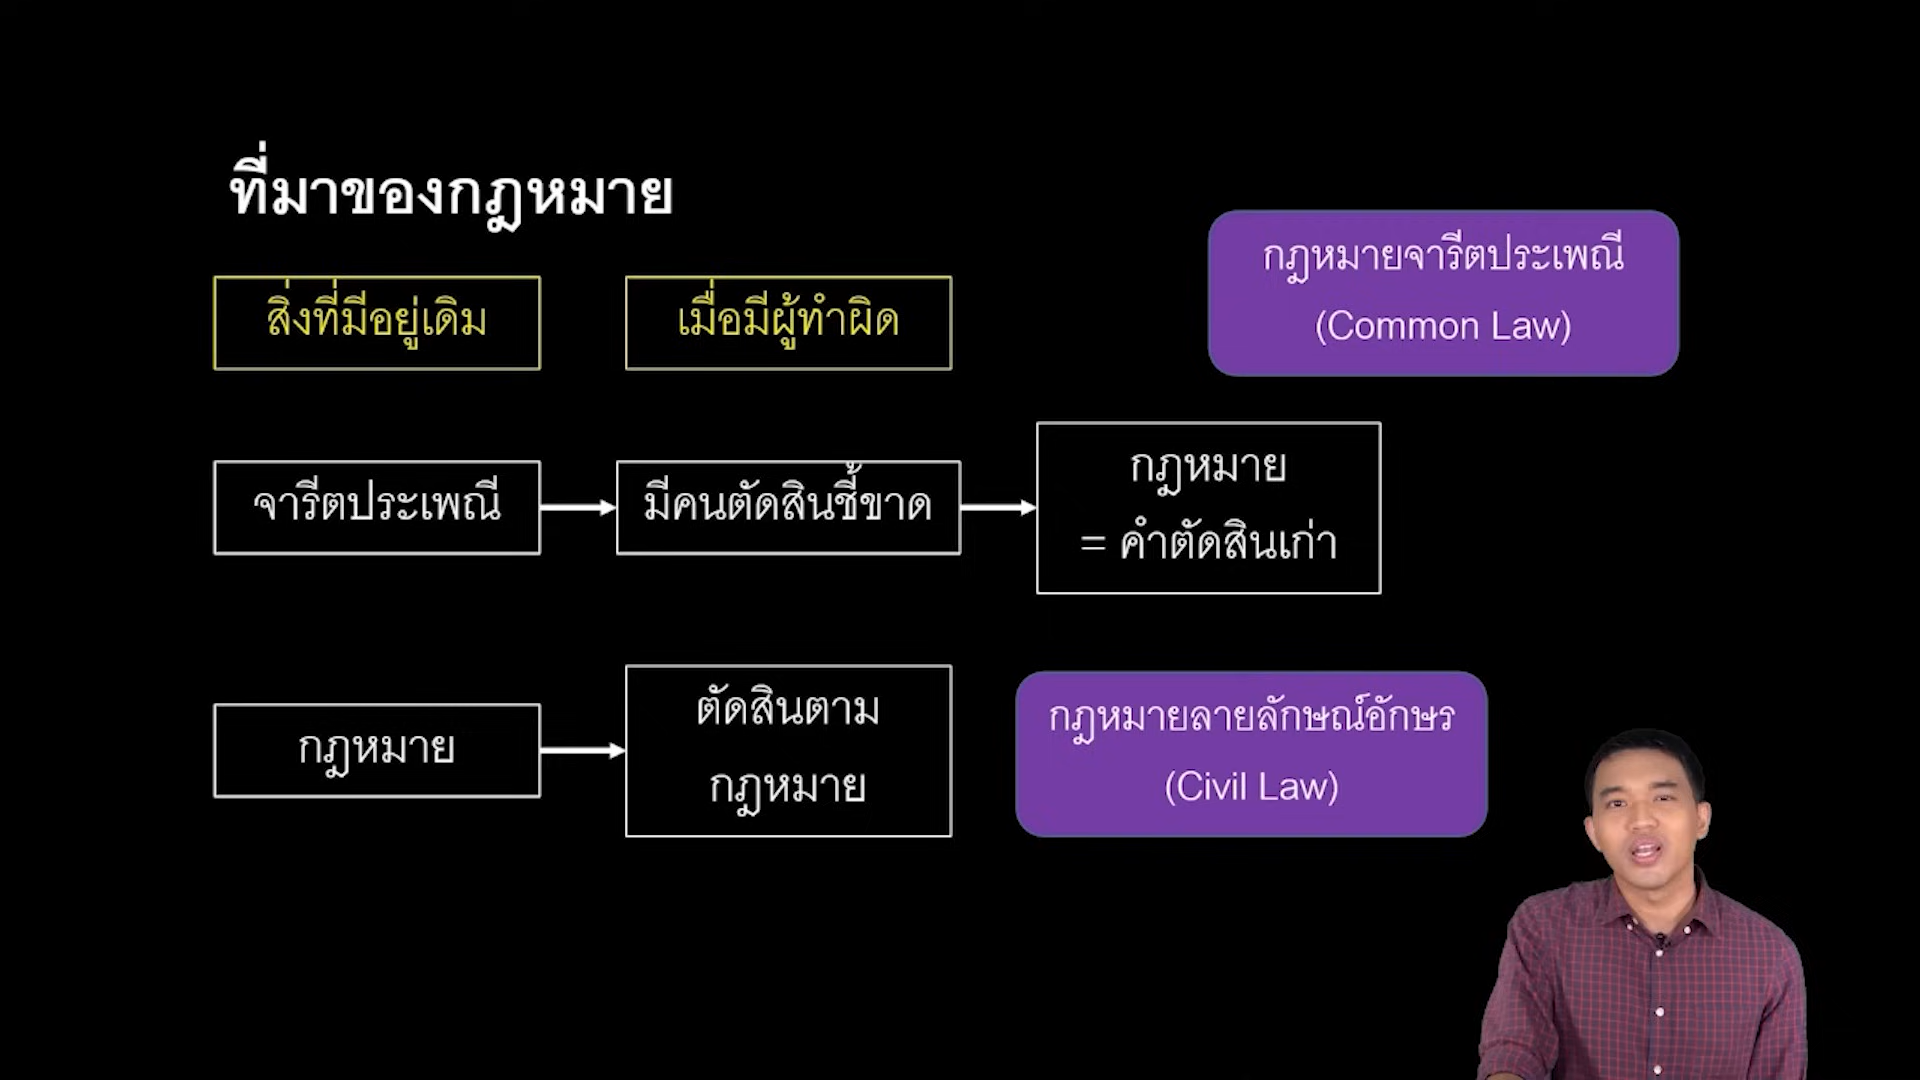 ที่มาของกฎหมาย
กฎหมายจารีตประเพณี
(Common Law)
สิ่งที่มีอยู่เดิม
เมื่อมีผู้ทำผิด
จารีตประเพณี
มีคนตัดสินชี้ขาด
กฎหมาย
= คำตัดสินเก่า
กฎหมาย
ตัดสินตาม
กฎหมาย
กฎหมายลายลักษณ์อักษร
(Civil Law)